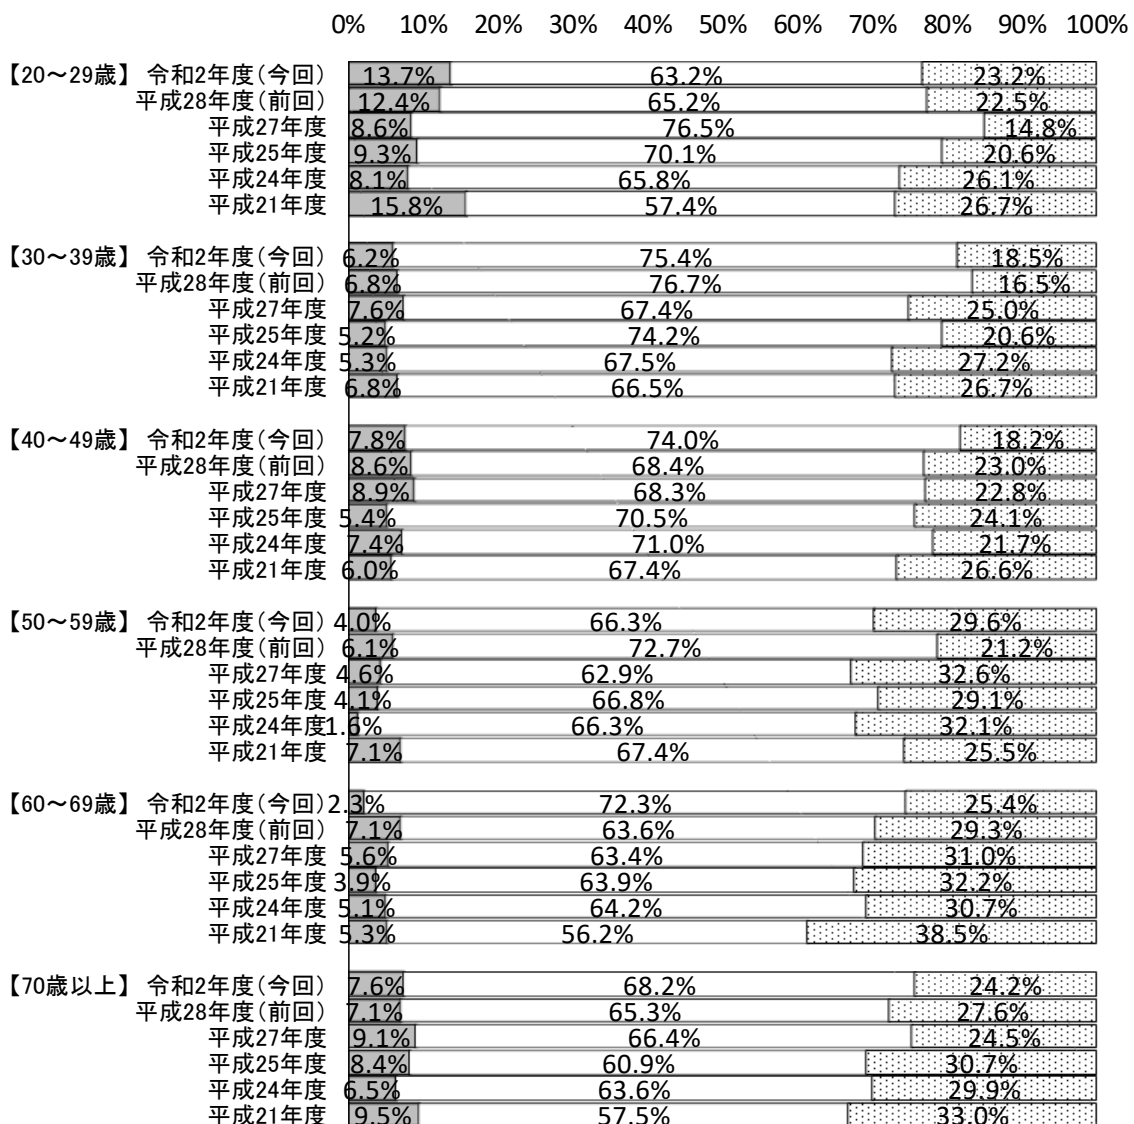 0% 10% 20% 30% 40% 50% 60% 70% 80% 90% 100%
【20～29歳】 令和2年度(今回) 13.7% 63.2% 23.2%
平成28年度(前回) 12.4% 65.2% 22.5%
平成27年度 8.6% 76.5% 14.8%
平成25年度 9.3% 70.1% 20.6%
平成24年度 8.1% 65.8% 26.1%
平成21年度 15.8% 57.4% 26.7%
【30～39歳】 令和2年度(今回) 6.2% 75.4% 18.5%
平成28年度(前回) 6.8% 76.7% 16.5%
平成27年度 7.6% 67.4% 25.0%
平成25年度 5.2% 74.2% 20.6%
平成24年度 5.3% 67.5% 27.2%
平成21年度 6.8% 66.5% 26.7%
【40～49歳】 令和2年度(今回) 7.8% 74.0% 18.2%
平成28年度(前回) 8.6% 68.4% 23.0%
平成27年度 8.9% 68.3% 22.8%
平成25年度 5.4% 70.5% 24.1%
平成24年度 7.4% 71.0% 21.7%
平成21年度 6.0% 67.4% 26.6%
【50～59歳】 令和2年度(今回) 4.0% 66.3% 29.6%
平成28年度(前回) 6.1% 72.7% 21.2%
平成27年度 4.6% 62.9% 32.6%
平成25年度 4.1% 66.8% 29.1%
平成24年度 1.6% 66.3% 32.1%
平成21年度 7.1% 67.4% 25.5%
【60～69歳】 令和2年度(今回) 2.3% 72.3% 25.4%
平成28年度(前回) 7.1% 63.6% 29.3%
平成27年度 5.6% 63.4% 31.0%
平成25年度 3.9% 63.9% 32.2%
平成24年度 5.1% 64.2% 30.7%
平成21年度 5.3% 56.2% 38.5%
【70歳以上】 令和2年度(今回) 7.6% 68.2% 24.2%
平成28年度(前回) 7.1% 65.3% 27.6%
平成27年度 9.1% 66.4% 24.5%
平成25年度 8.4% 60.9% 30.7%
平成24年度 6.5% 63.6% 29.9%
平成21年度 9.5% 57.5% 33.0%